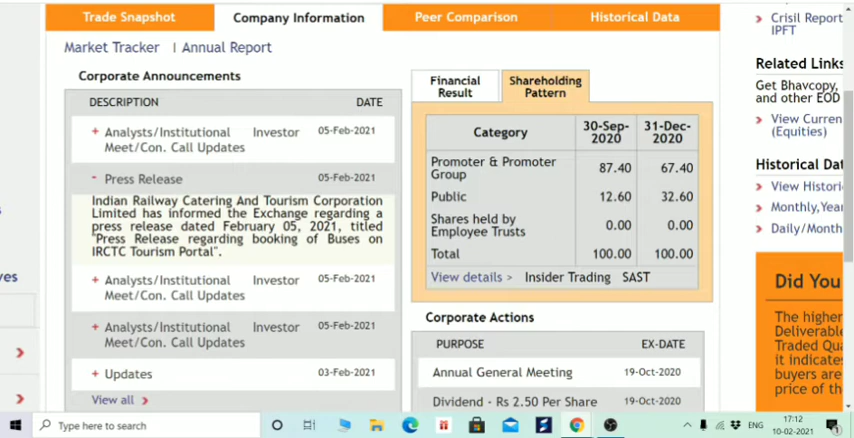 Trade Snapshot Company Information Peer Comparison Historical Data
Market Tracker | Annual Report
Corporate Announcements
DESCRIPTION DATE
+ Analysts/Institutional Investor 05-Feb-2021
Meet/Con. Call Updates
- Press Release 05-Feb-2021
Indian Railway Catering And Tourism Corporation
Limited has informed the Exchange regarding a
press release dated February 05, 2021, titled
"Press Release regarding booking of Buses on
IRCTC Tourism Portal".
+ Analysts/Institutional Investor 05-Feb-2021
Meet/Con. Call Updates
+ Analysts/Institutional Investor 05-Feb-2021
Meet/Con. Call Updates
+ Updates 03-Feb-2021
View all >
Financial
Result
Shareholding
Pattern
Category 30-Sep-2020 31-Dec-2020
Promoter & Promoter
Group 87.40 67.40
Public 12.60 32.60
Shares held by
Employee Trusts 0.00 0.00
Total 100.00 100.00
View details > Insider Trading SAST
Corporate Actions
PURPOSE EX-DATE
Annual General Meeting 19-Oct-2020
Dividend - Rs 2.50 Per Share 19-Oct-2020
> Crisil Report
IPFT
Related Links
Get Bhavcopy,
and other EOD
> View Curren
(Equities)
Historical Dat
> View Histori
> Monthly,Year
> Daily/Month
Did You
The higher
Deliverable
Traded Qua
it indicates
buyers are
price of th
ves
Type here to search
ENG
17:12
10-02-2021